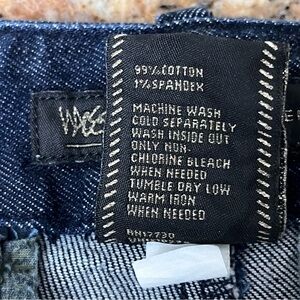 99% COTTON
1% SPANDEX
MACHINE WASH
COLD SEPARATELY
WASH INSIDE OUT
ONLY NON-
CHLORINE BLEACH
WHEN NEEDED
TUMBLE DRY LOW
WARM IRON
WHEN NEEDED
RN17730